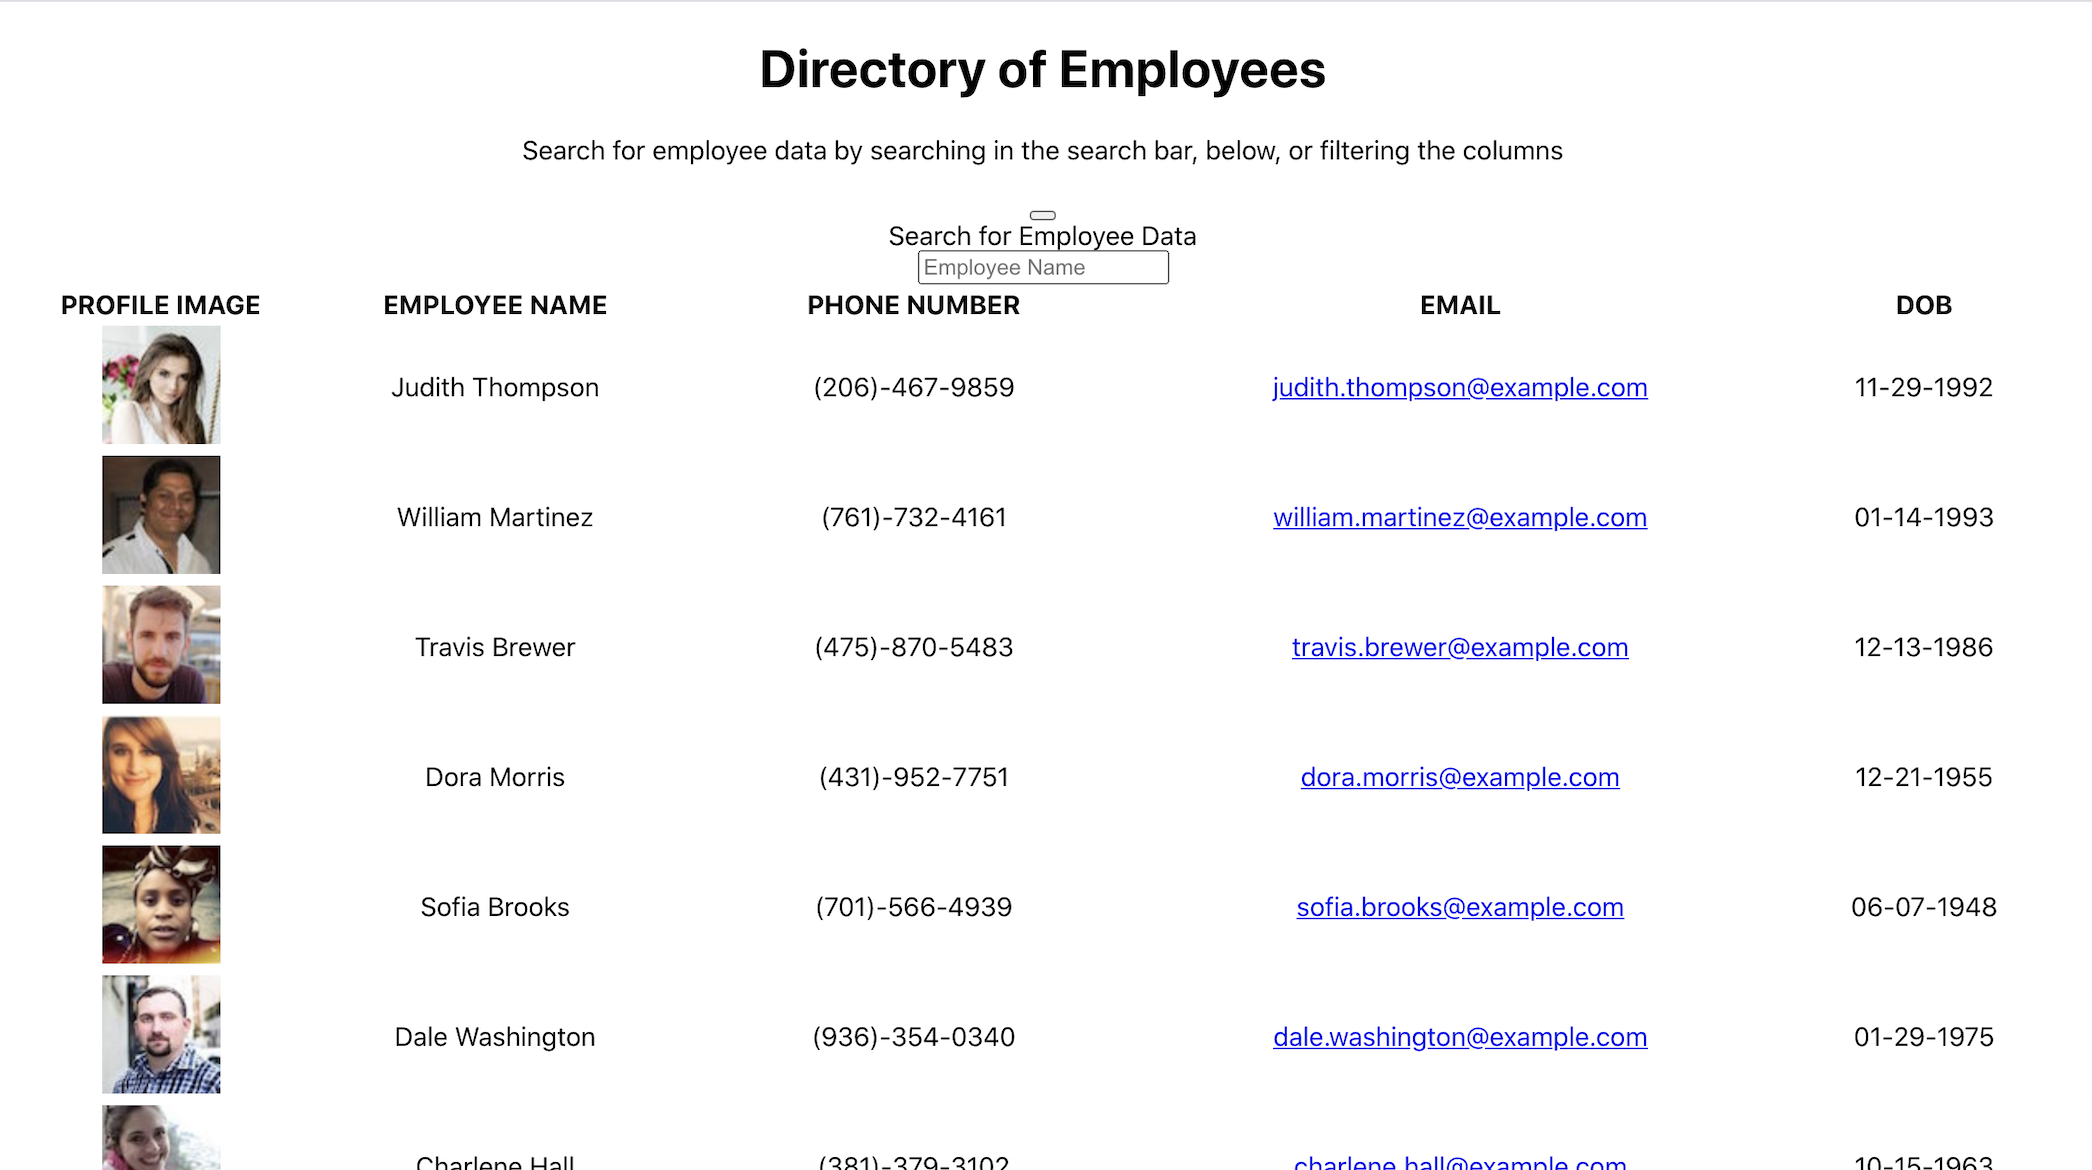 Directory of Employees
Search for employee data by searching in the search bar, below, or filtering the columns
Search for Employee Data
Employee Name
PROFILE IMAGE EMPLOYEE NAME PHONE NUMBER EMAIL DOB
Judith Thompson (206)-467-9859 judith.thompson@example.com 11-29-1992
William Martinez (761)-732-4161 william.martinez@example.com 01-14-1993
Travis Brewer (475)-870-5483 travis.brewer@example.com 12-13-1986
Dora Morris (431)-952-7751 dora.morris@example.com 12-21-1955
Sofia Brooks (701)-566-4939 sofia.brooks@example.com 06-07-1948
Dale Washington (936)-354-0340 dale.washington@example.com 01-29-1975
Charlene Hall (381)-379-3102 charlene.hall@example.com 10-15-1963